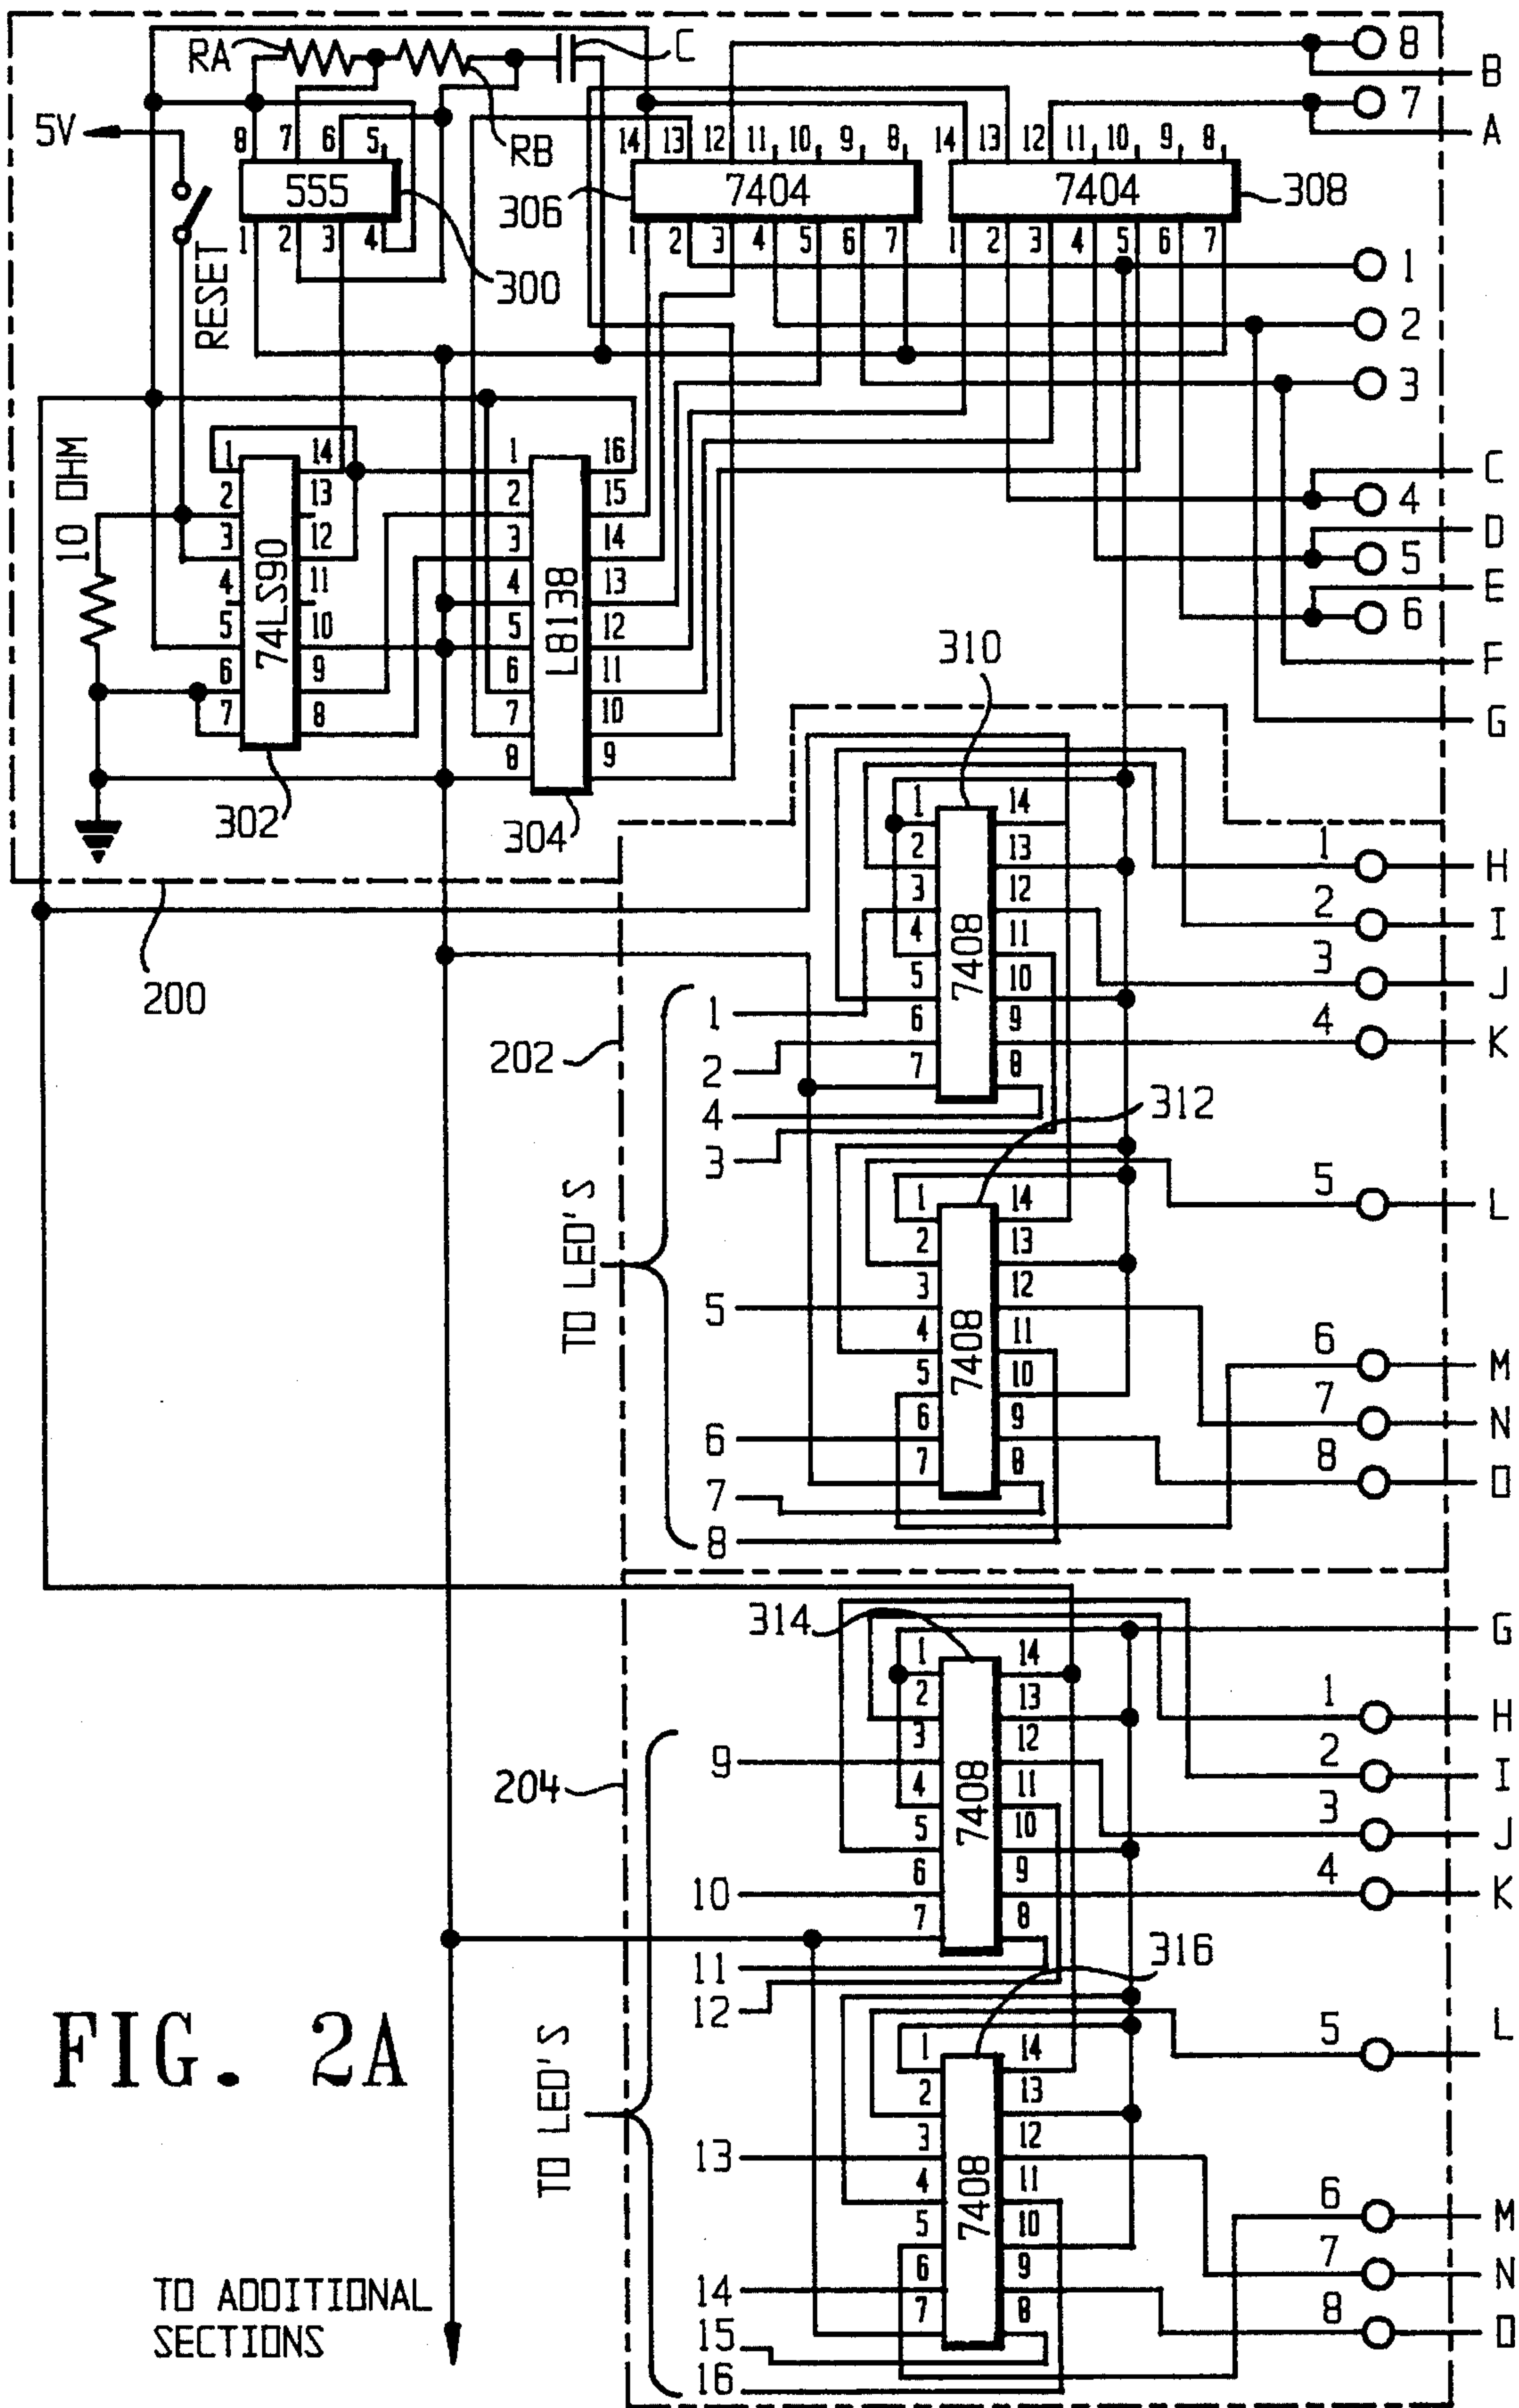 RA
C
8
B
7
A
5V
8 7 6 5
RB
14 13 12 11 10 9 8
14 13 12 11 10 9 8
555
306
7404
7404
308
1 2 3 4
1 2 3 4 5 6 7
1 2 3 4 5 6 7
300
RESET
1
2
3
10 OHM
1 14
2 13
3 12
4 11
5 10
6 9
7 8
74LS90
1 16
2 15
3 14
4 13
5 12
6 11
7 10
8 9
L8138
C
4
D
5
E
6
F
G
302
304
310
200
202
1 14
2 13
3 12
4 11
5 10
6 9
7 8
7408
1 H
2 I
3 J
4 K
1
2
4
3
TO LED'S
312
1 14
2 13
3 12
4 11
5 10
6 9
7 8
7408
5 L
5
6 M
7 N
6
8 O
7
8
314
G
1 14
2 13
3 12
4 11
5 10
6 9
7 8
7408
1 H
2 I
3 J
4 K
204
9
10
11
12
316
FIG. 2A
TO LED'S
1 14
2 13
3 12
4 11
5 10
6 9
7 8
7408
5 L
13
6 M
7 N
14
8 O
15
16
TO ADDITIONAL
SECTIONS